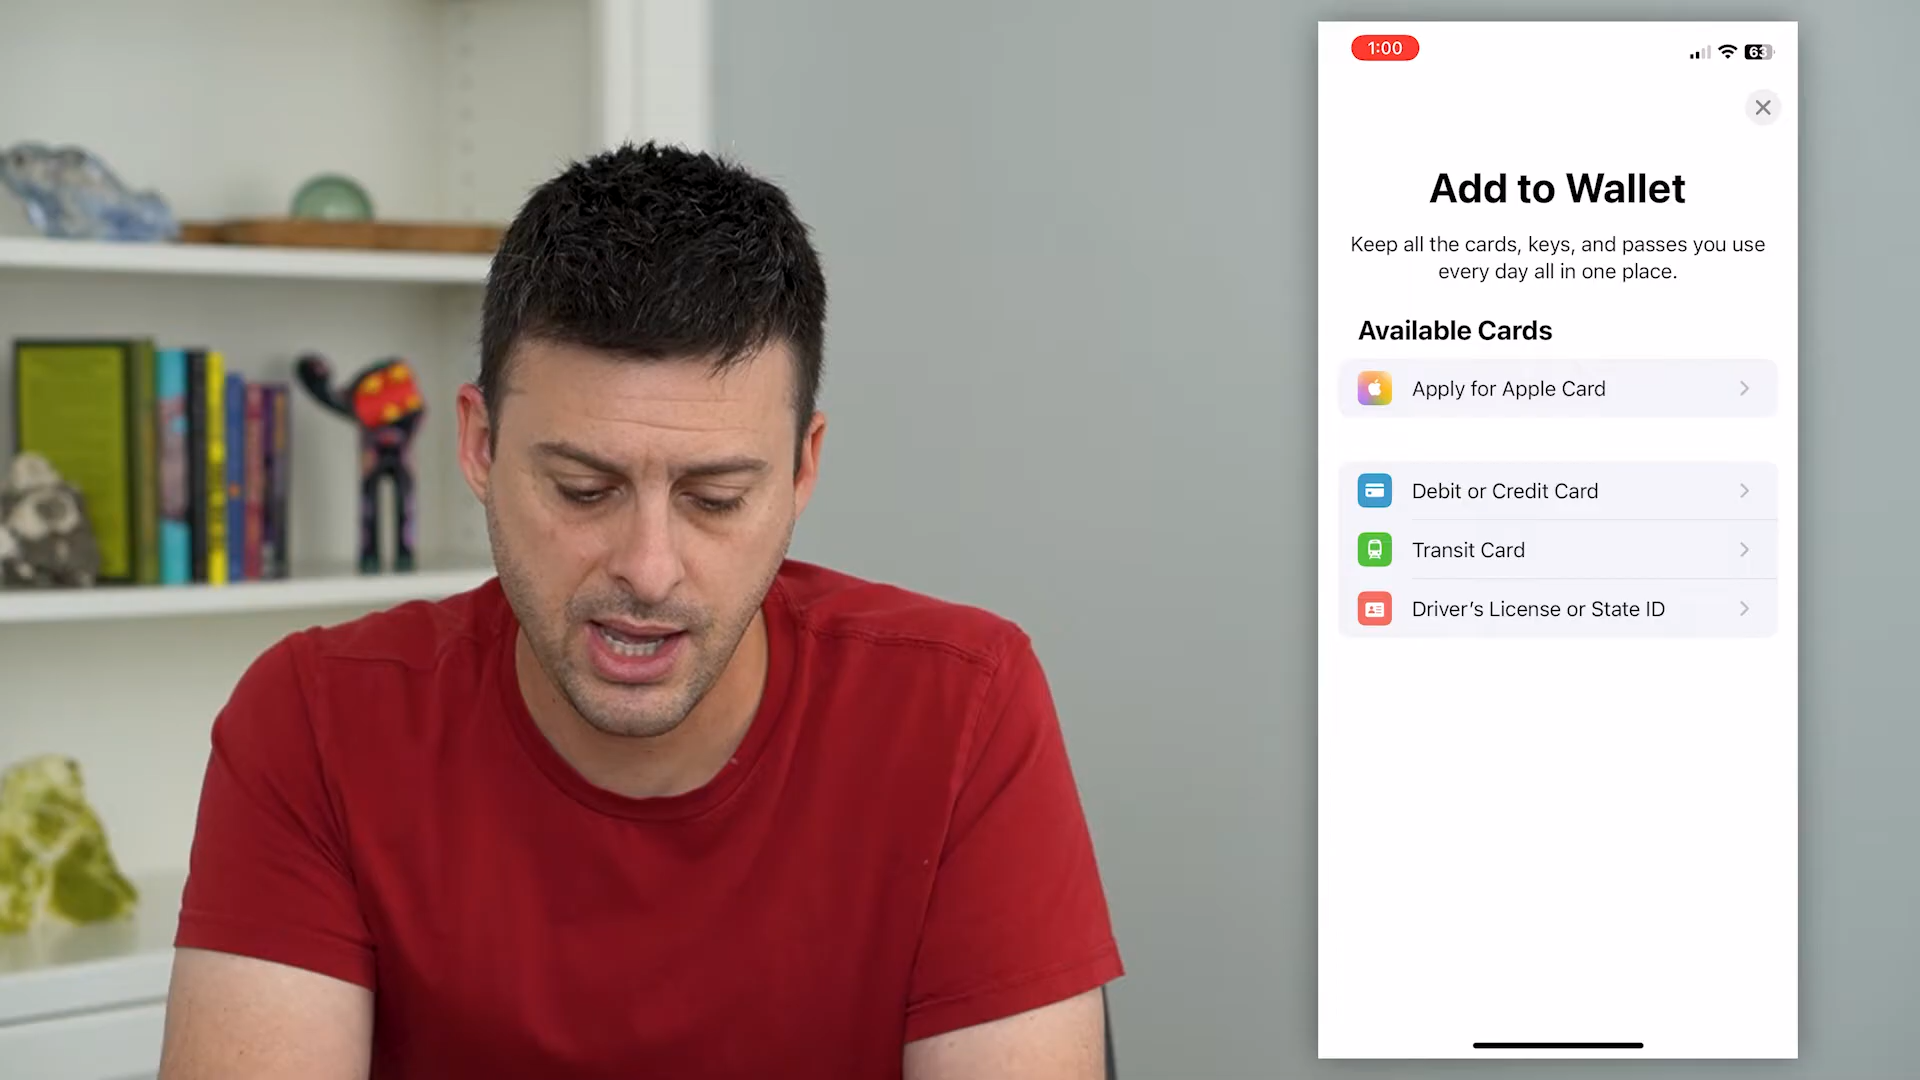 1:00
63
Add to Wallet
Keep all the cards, keys, and passes you use
every day all in one place.
Available Cards
Apply for Apple Card
Debit or Credit Card
Transit Card
Driver's License or State ID